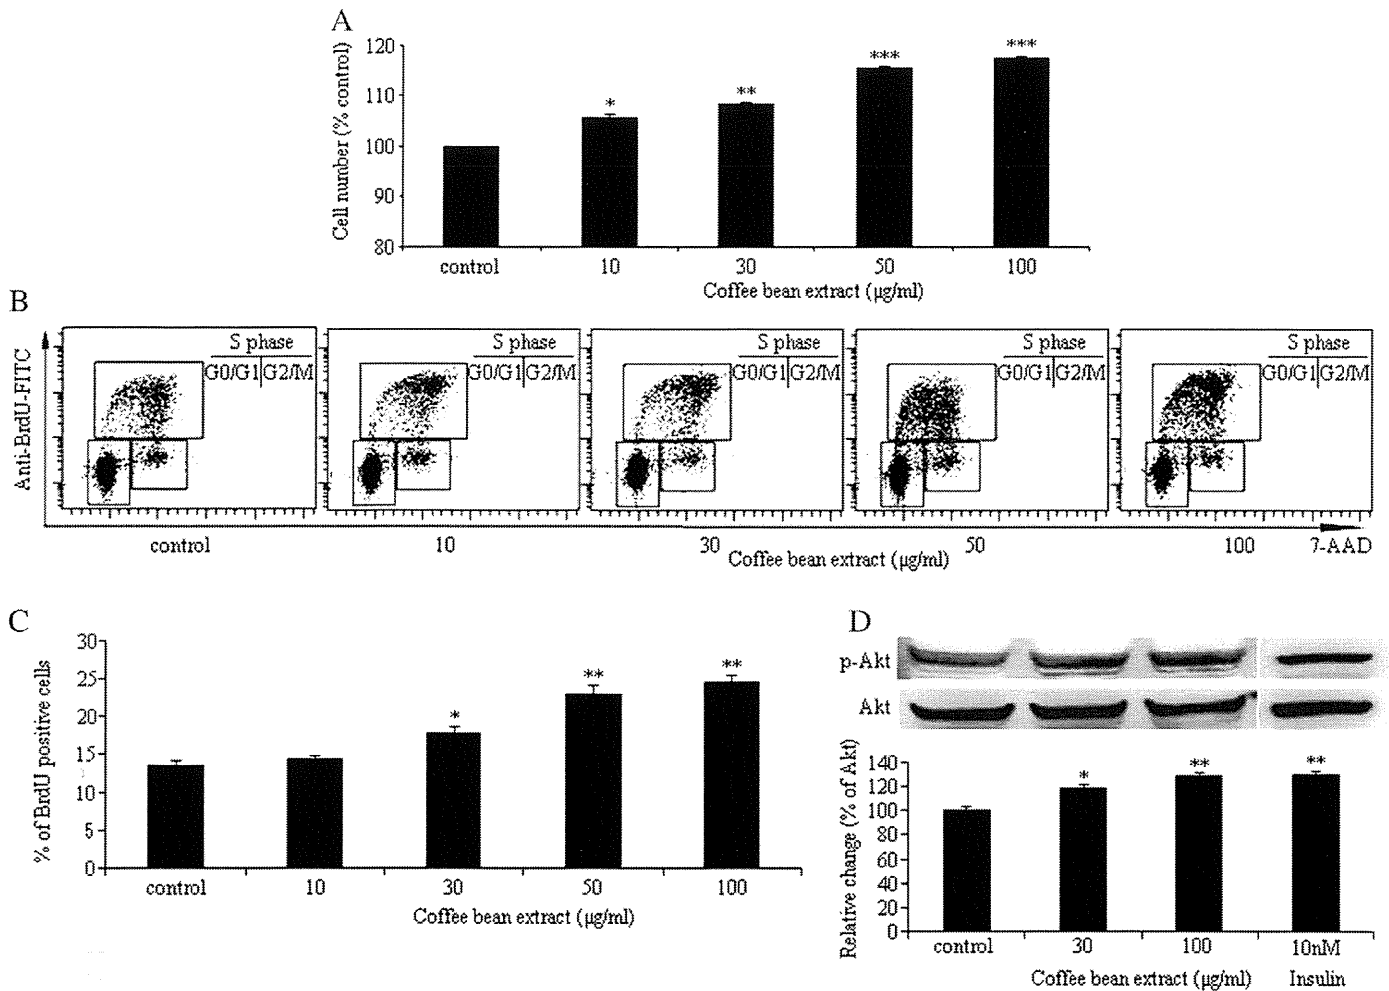 A
Cell number (% control)
120
110
100
90
80
*
**
***
***
control 10 30 50 100
Coffee bean extract (µg/ml)
B
Anti-BrdU-FITC
S phase S phase S phase S phase S phase
G0/G1 G2/M G0/G1 G2/M G0/G1 G2/M G0/G1 G2/M G0/G1 G2/M
control 10 30 50 100 7-AAD
Coffee bean extract (µg/ml)
C
% of BrdU positive cells
30
25
20
15
10
5
0
*
**
**
control 10 30 50 100
Coffee bean extract (µg/ml)
D
p-Akt
Akt
Relative change (% of Akt)
140
120
100
80
60
40
20
0
*
**
**
control 30 100 10nM
Coffee bean extract (µg/ml) Insulin